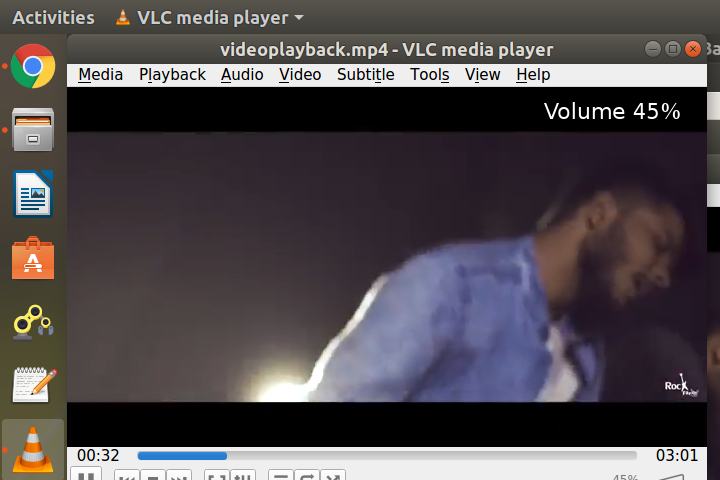 Activities VLC media player
videoplayback.mp4 - VLC media player
Media Playback Audio Video Subtitle Tools View Help
Volume 45%
Rock
00:32 03:01
45%